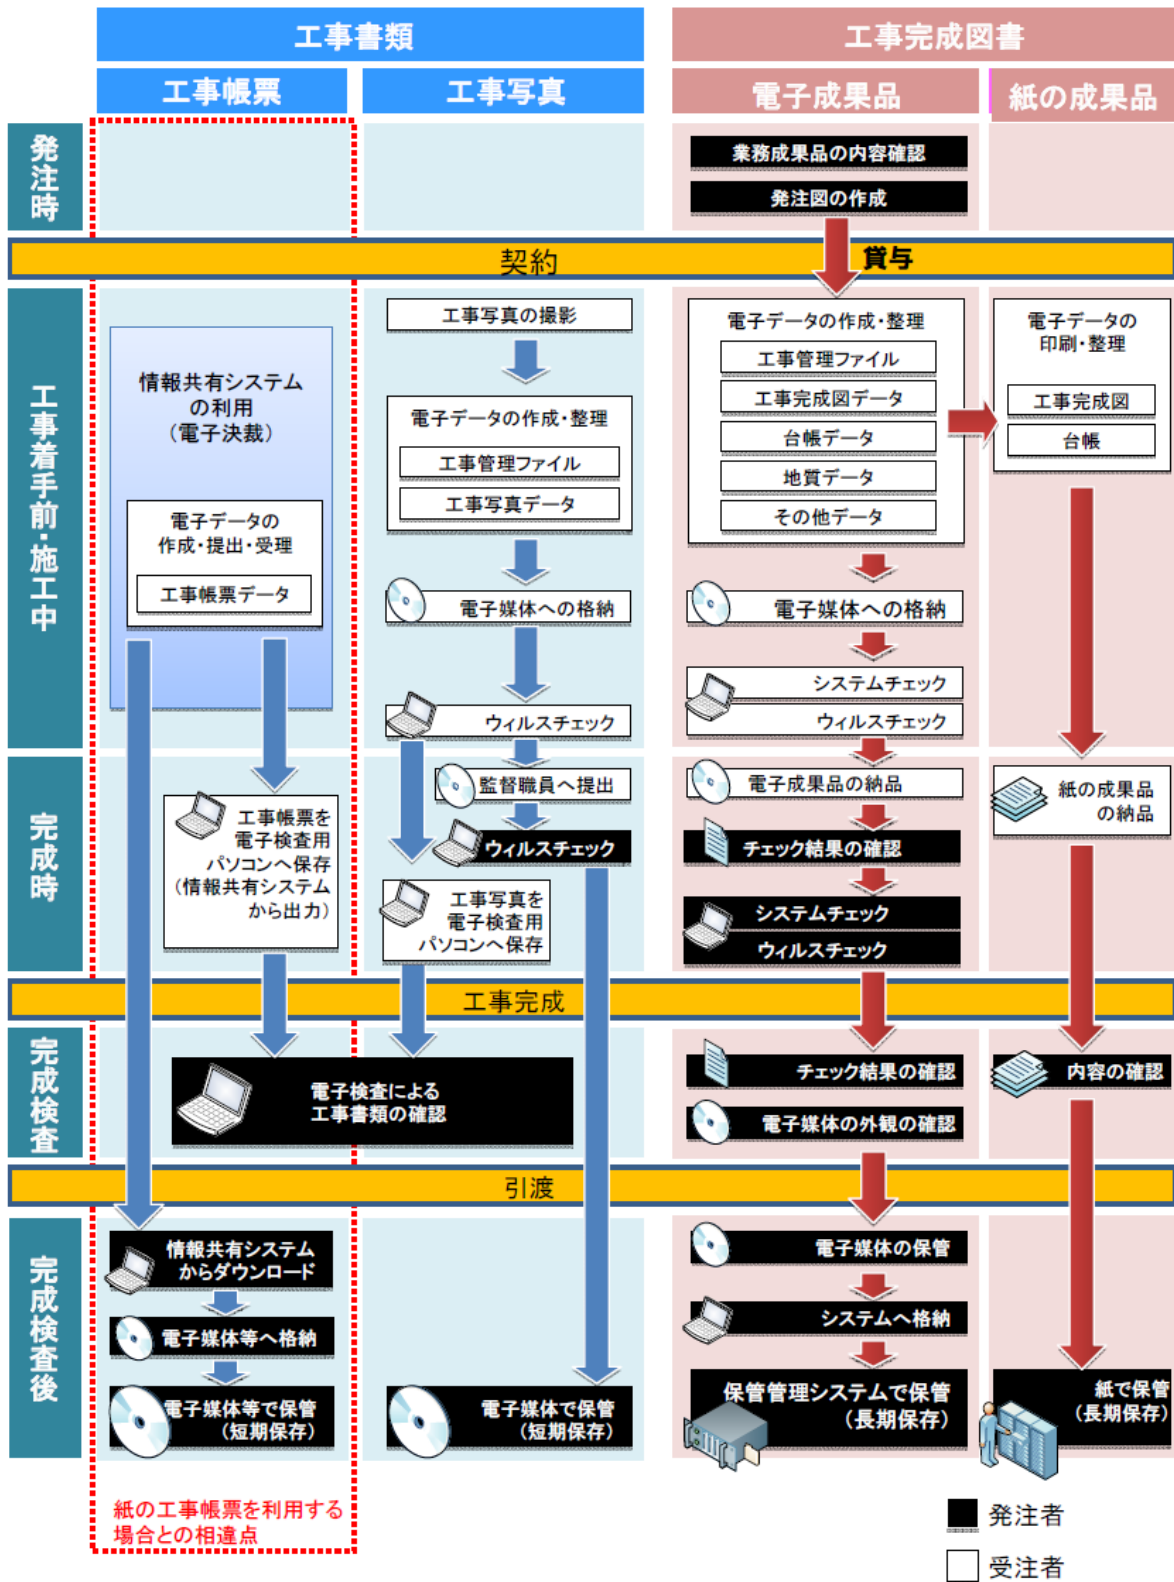 工事書類
工事完成図書
工事帳票
工事写真
電子成果品
紙の成果品
発注時
業務成果品の内容確認
発注図の作成
契約
貸与
工事着手前・施工中
情報共有システム
の利用
（電子決裁）
電子データの
作成・提出・受理
工事帳票データ
工事写真の撮影
電子データの作成・整理
工事管理ファイル
工事写真データ
電子媒体への格納
ウィルスチェック
電子データの作成・整理
工事管理ファイル
工事完成図データ
台帳データ
地質データ
その他データ
電子媒体への格納
システムチェック
ウィルスチェック
電子データの
印刷・整理
工事完成図
台帳
完成時
工事帳票を
電子検査用
パソコンへ保存
（情報共有システム
から出力）
監督職員へ提出
ウィルスチェック
工事写真を
電子検査用
パソコンへ保存
電子成果品の納品
チェック結果の確認
システムチェック
ウィルスチェック
紙の成果品
の納品
工事完成
完成検査
電子検査による
工事書類の確認
チェック結果の確認
電子媒体の外観の確認
内容の確認
引渡
完成検査後
情報共有システム
からダウンロード
電子媒体等へ格納
電子媒体等で保管
（短期保存）
電子媒体で保管
（短期保存）
電子媒体の保管
システムへ格納
保管管理システムで保管
（長期保存）
紙で保管
（長期保存）
紙の工事帳票を利用する
場合との相違点
発注者
受注者